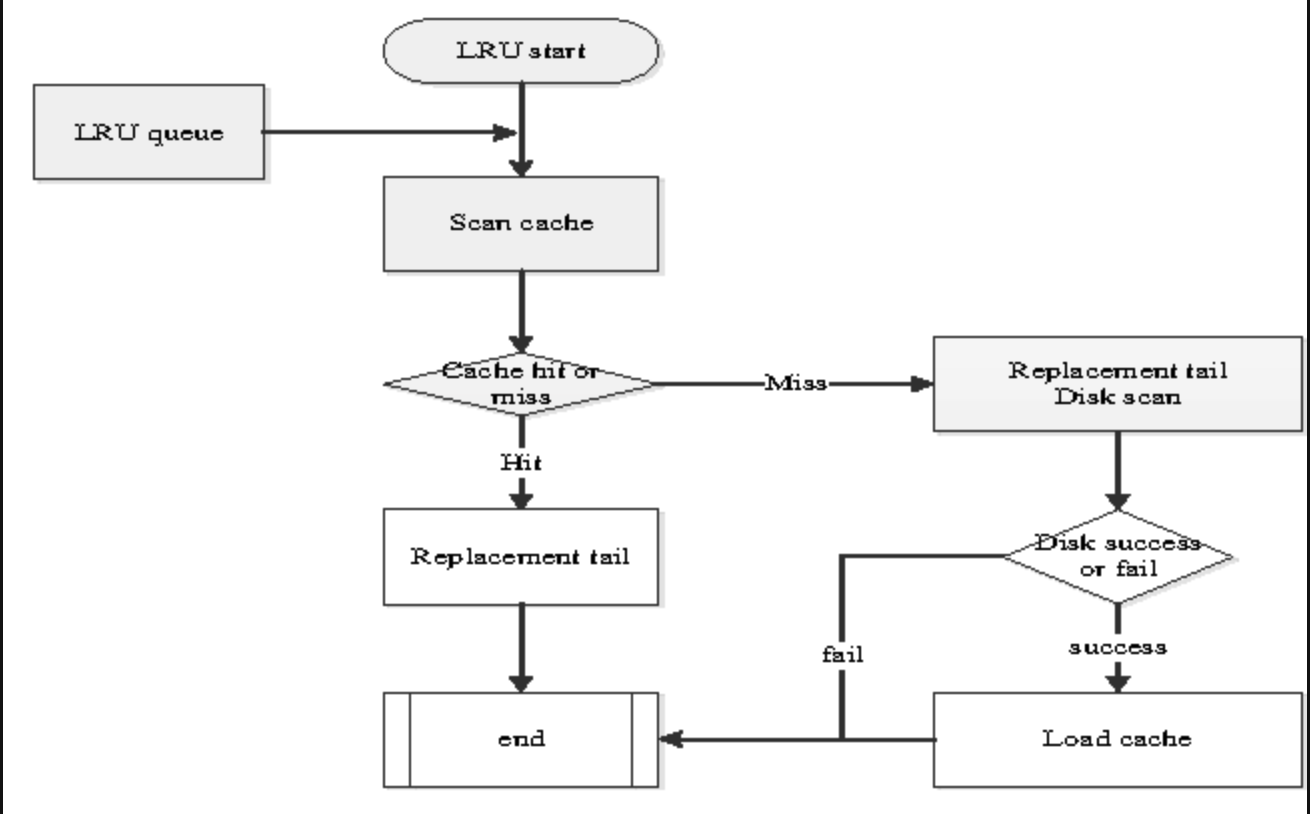 LRU start
LRU queue
Scan cache
Cache hit or
miss
Miss
Replacement tail
Disk scan
Hit
Replacement tail
Disk success
or fail
fail
success
end
Load cache